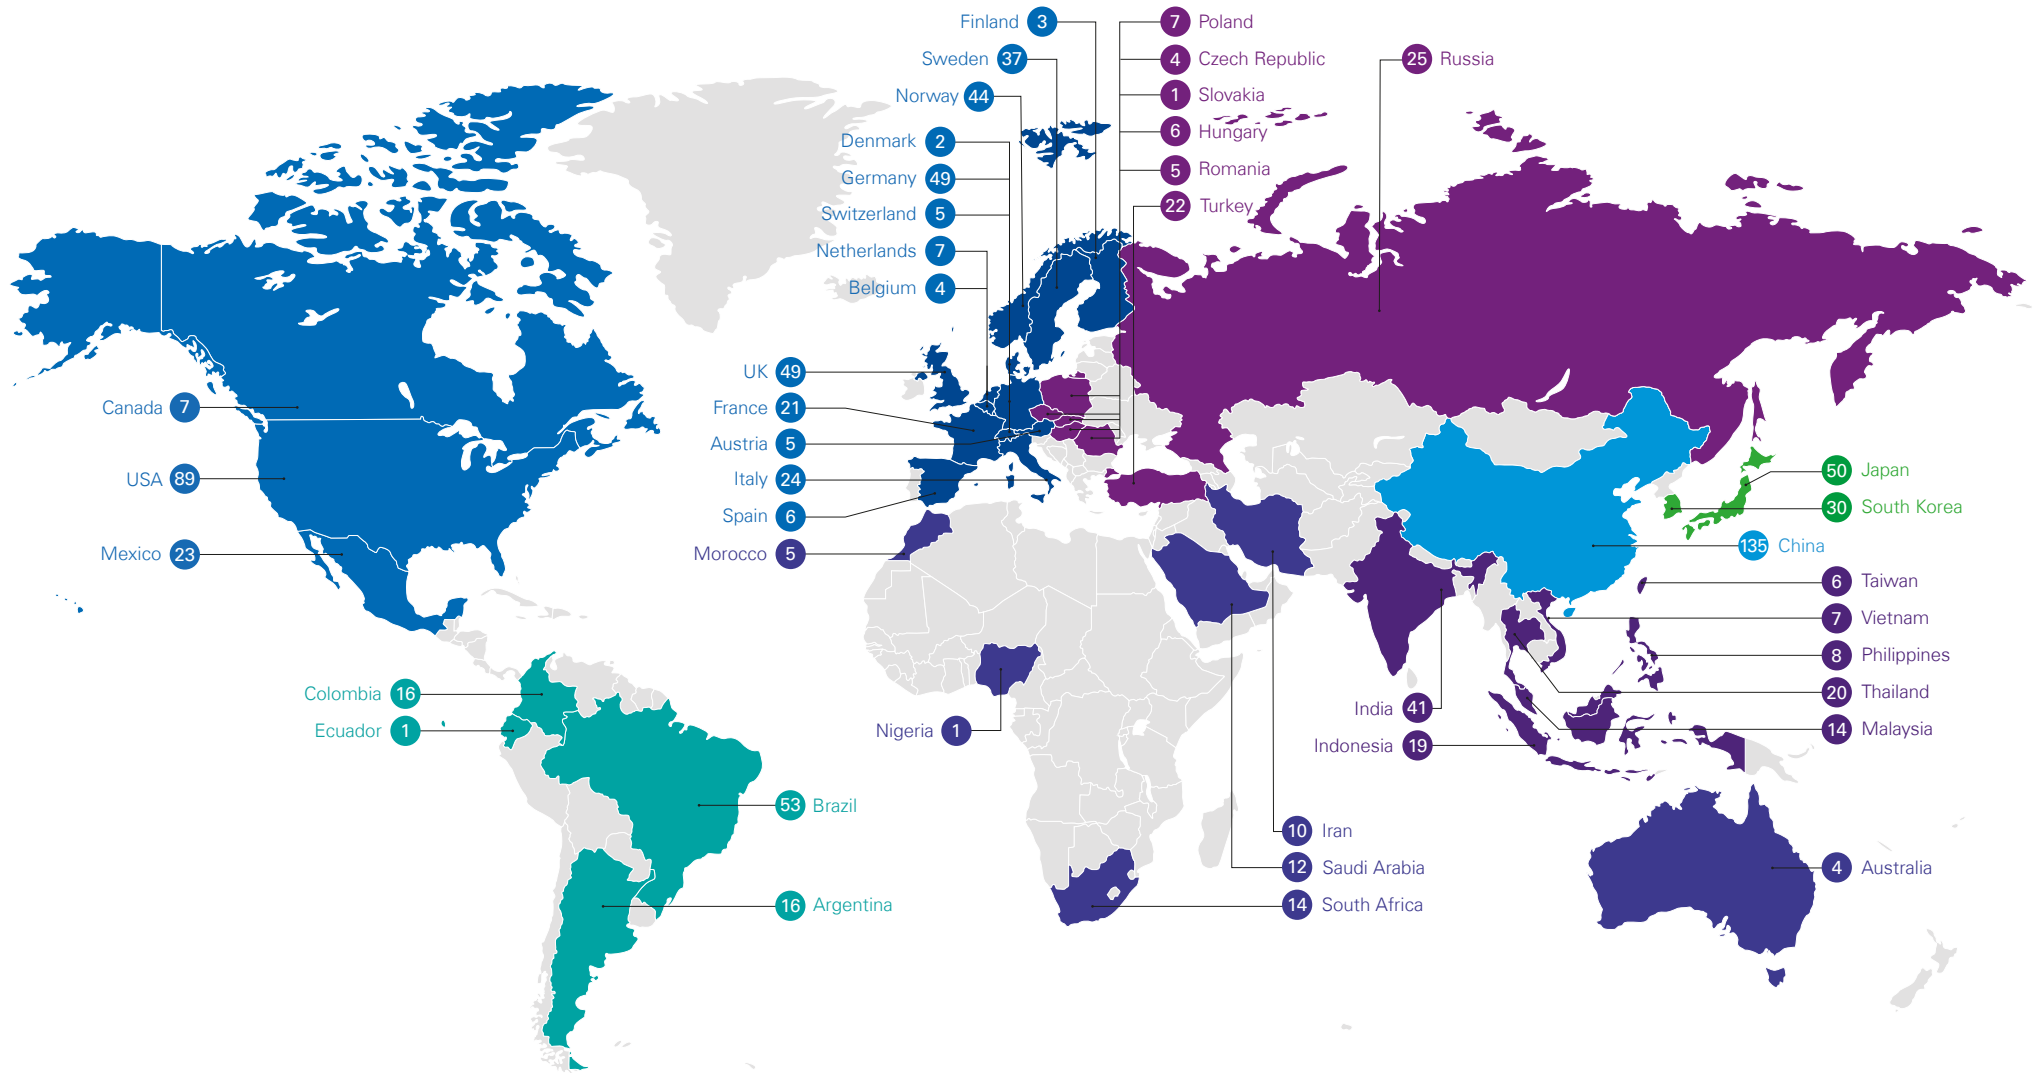 Finland 3
Sweden 37
Norway 44
Denmark 2
Germany 49
Switzerland 5
Netherlands 7
Belgium 4
UK 49
France 21
Austria 5
Italy 24
Spain 6
Morocco 5
7 Poland
4 Czech Republic
1 Slovakia
6 Hungary
5 Romania
22 Turkey
25 Russia
Canada 7
USA 89
Mexico 23
Colombia 16
Ecuador 1
53 Brazil
16 Argentina
Nigeria 1
10 Iran
12 Saudi Arabia
14 South Africa
India 41
Indonesia 19
50 Japan
30 South Korea
135 China
6 Taiwan
7 Vietnam
8 Philippines
20 Thailand
14 Malaysia
4 Australia